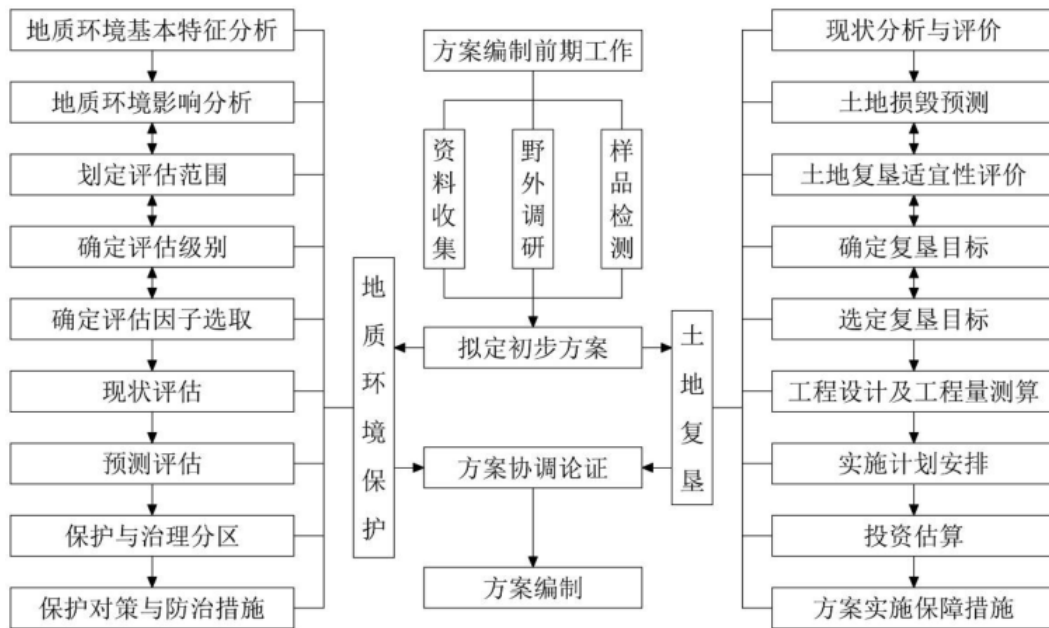 地质环境基本特征分析
地质环境影响分析
划定评估范围
确定评估级别
确定评估因子选取
现状评估
预测评估
保护与治理分区
保护对策与防治措施
地质环境保护
方案编制前期工作
资料收集
野外调研
样品检测
拟定初步方案
方案协调论证
方案编制
土地复垦
现状分析与评价
土地损毁预测
土地复垦适宜性评价
确定复垦目标
选定复垦目标
工程设计及工程量测算
实施计划安排
投资估算
方案实施保障措施